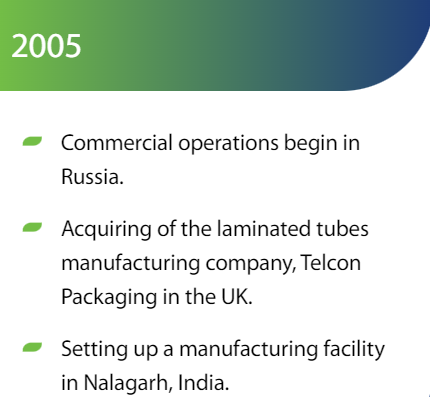 2005
Commercial operations begin in
Russia.
Acquiring of the laminated tubes
manufacturing company, Telcon
Packaging in the UK.
Setting up a manufacturing facility
in Nalagarh, India.